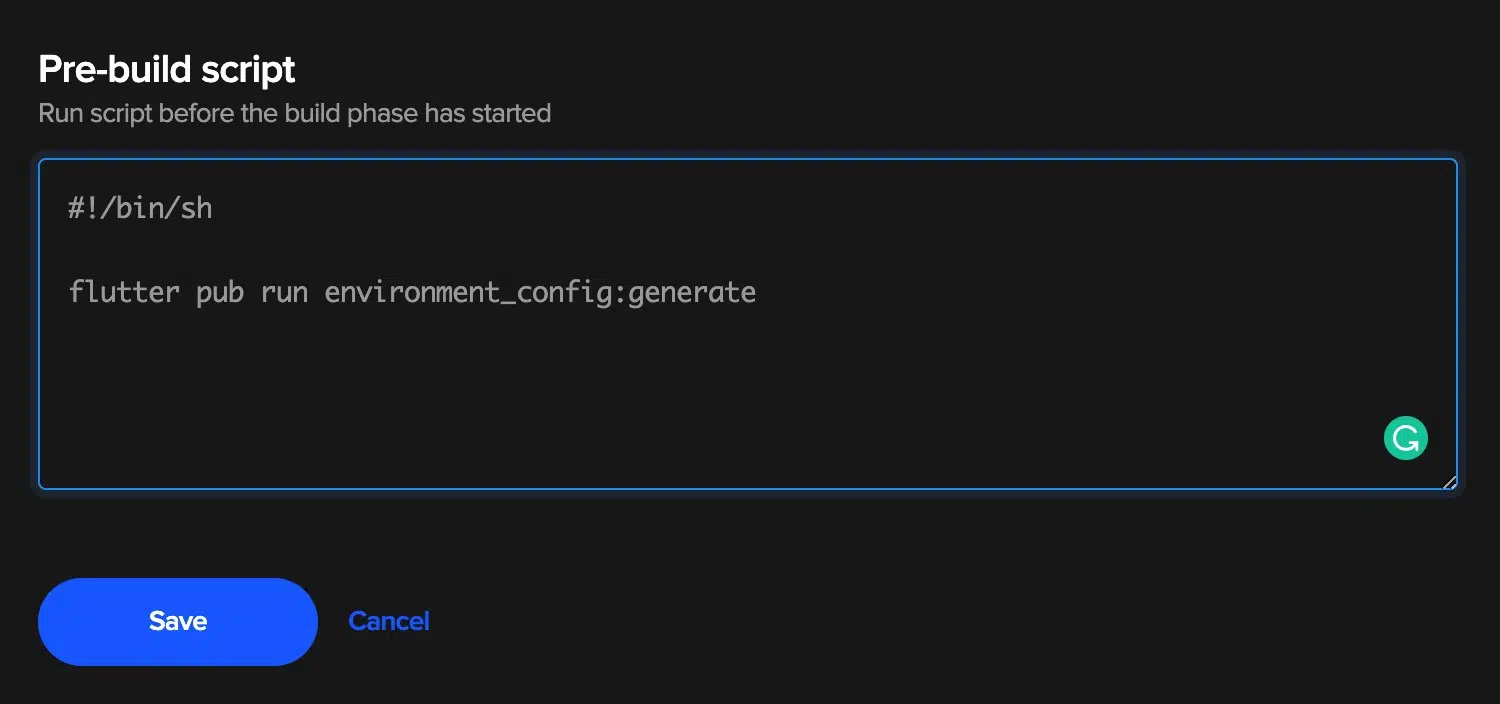 Pre-build script
Run script before the build phase has started
#!/bin/sh
flutter pub run environment_config:generate
Save
Cancel